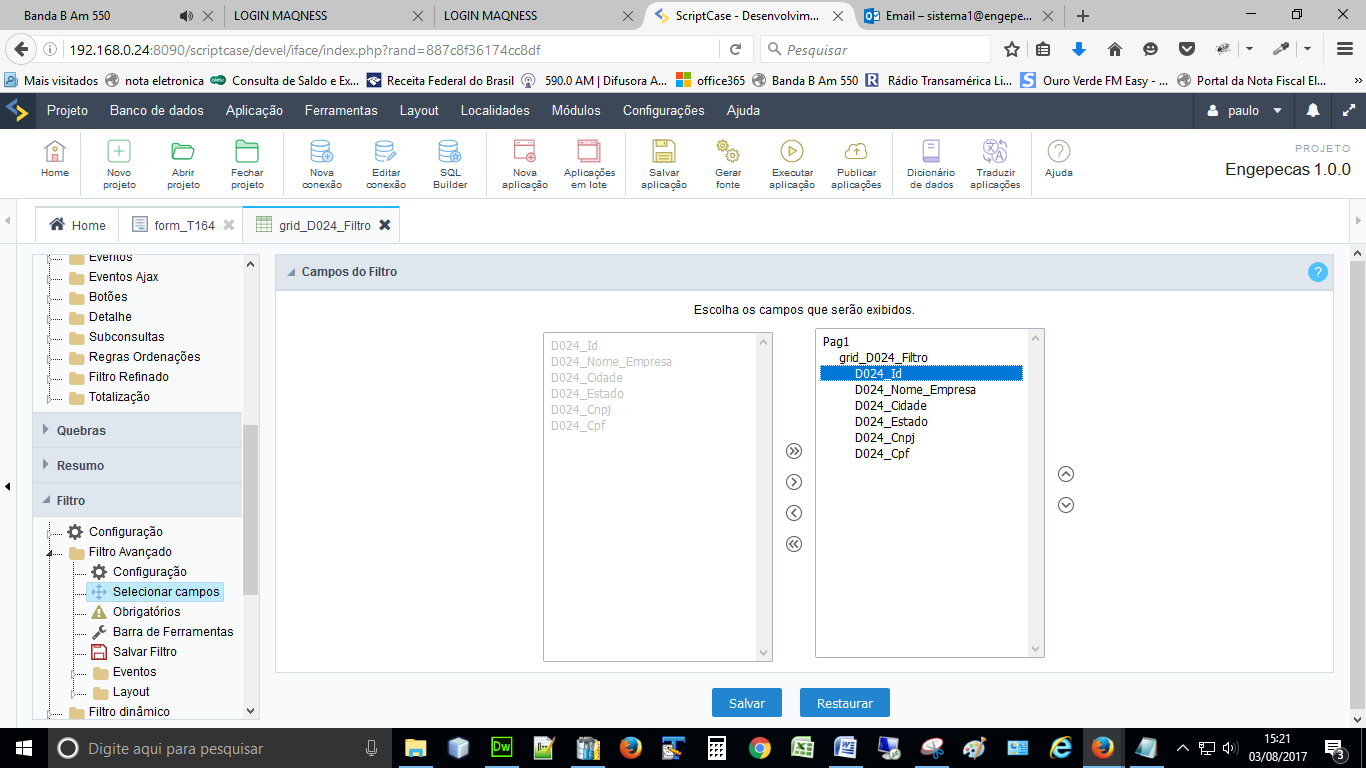 Banda B Am 550
LOGIN MAQNESS
LOGIN MAQNESS
ScriptCase - Desenvolvim...
Email – sistema1@engepe...
192.168.0.24:8090/scriptcase/devel/iface/index.php?rand=887c8f36174cc8df
Pesquisar
Mais visitados
nota eletronica
Consulta de Saldo e Ex...
Receita Federal do Brasil
590.0 AM | Difusora A...
office365
Banda B Am 550
Rádio Transamérica Li...
Ouro Verde FM Easy - ...
Portal da Nota Fiscal El...
Projeto
Banco de dados
Aplicação
Ferramentas
Layout
Localidades
Módulos
Configurações
Ajuda
paulo
Home
Novo
projeto
Abrir
projeto
Fechar
projeto
Nova
conexão
Editar
conexão
SQL
Builder
Nova
aplicação
Aplicações
em lote
Salvar
aplicação
Gerar
fonte
Executar
aplicação
Publicar
aplicações
Dicionário
de dados
Traduzir
aplicações
Ajuda
PROJETO
Engepecas 1.0.0
Home
form_T164
grid_D024_Filtro
Eventos
Eventos Ajax
Botões
Detalhe
Subconsultas
Regras Ordenações
Filtro Refinado
Totalização
Quebras
Resumo
Filtro
Configuração
Filtro Avançado
Configuração
Selecionar campos
Obrigatórios
Barra de Ferramentas
Salvar Filtro
Eventos
Layout
Filtro dinâmico
Campos do Filtro
?
Escolha os campos que serão exibidos.
D024_Id
D024_Nome_Empresa
D024_Cidade
D024_Estado
D024_Cnpj
D024_Cpf
Pag1
grid_D024_Filtro
D024_Id
D024_Nome_Empresa
D024_Cidade
D024_Estado
D024_Cnpj
D024_Cpf
Salvar
Restaurar
Digite aqui para pesquisar
Dw
15:21
03/08/2017
3